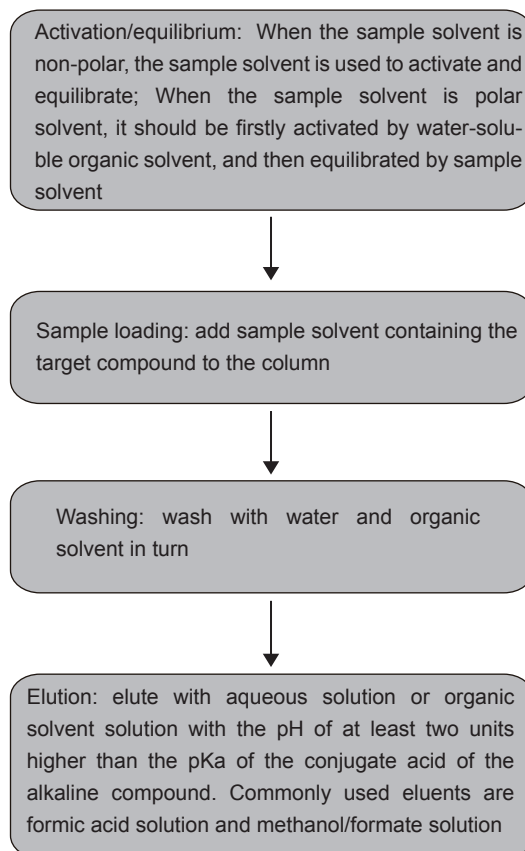 Activation/equilibrium: When the sample solvent is
non-polar, the sample solvent is used to activate and
equilibrate; When the sample solvent is polar
solvent, it should be firstly activated by water-solu-
ble organic solvent, and then equilibrated by sample
solvent
Sample loading: add sample solvent containing the
target compound to the column
Washing: wash with water and organic
solvent in turn
Elution: elute with aqueous solution or organic
solvent solution with the pH of at least two units
higher than the pKa of the conjugate acid of the
alkaline compound. Commonly used eluents are
formic acid solution and methanol/formate solution